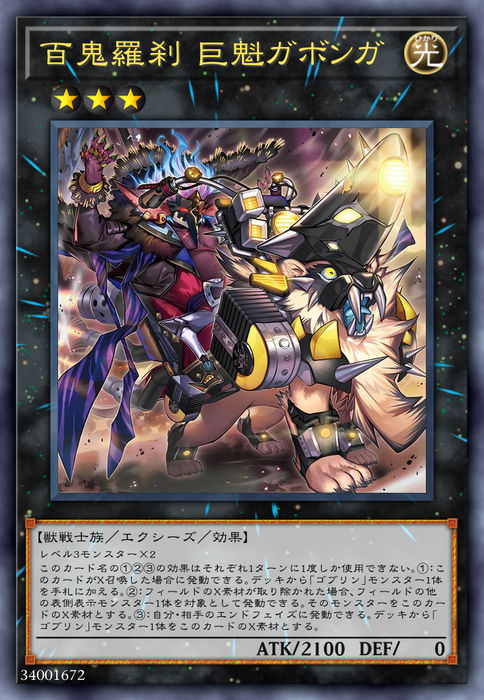 百鬼羅刹 巨魁ガボンガ
ひかり
光
【獣戦士族／エクシーズ／効果】
レベル3モンスター×2
このカード名の①②③の効果はそれぞれ1ターンに1度しか使用できない。①:こ
のカードがX召喚した場合に発動できる。デッキから「ゴブリン」モンスター1体
を手札に加える。②:フィールドのX素材が取り除かれた場合、フィールドの他
の表側表示モンスター1体を対象として発動できる。そのモンスターをこのカー
ドのX素材とする。③:自分・相手のエンドフェイズに発動できる。デッキから「
ゴブリン」モンスター1体をこのカードのX素材とする。
ATK/2100 DEF/ 0
34001672